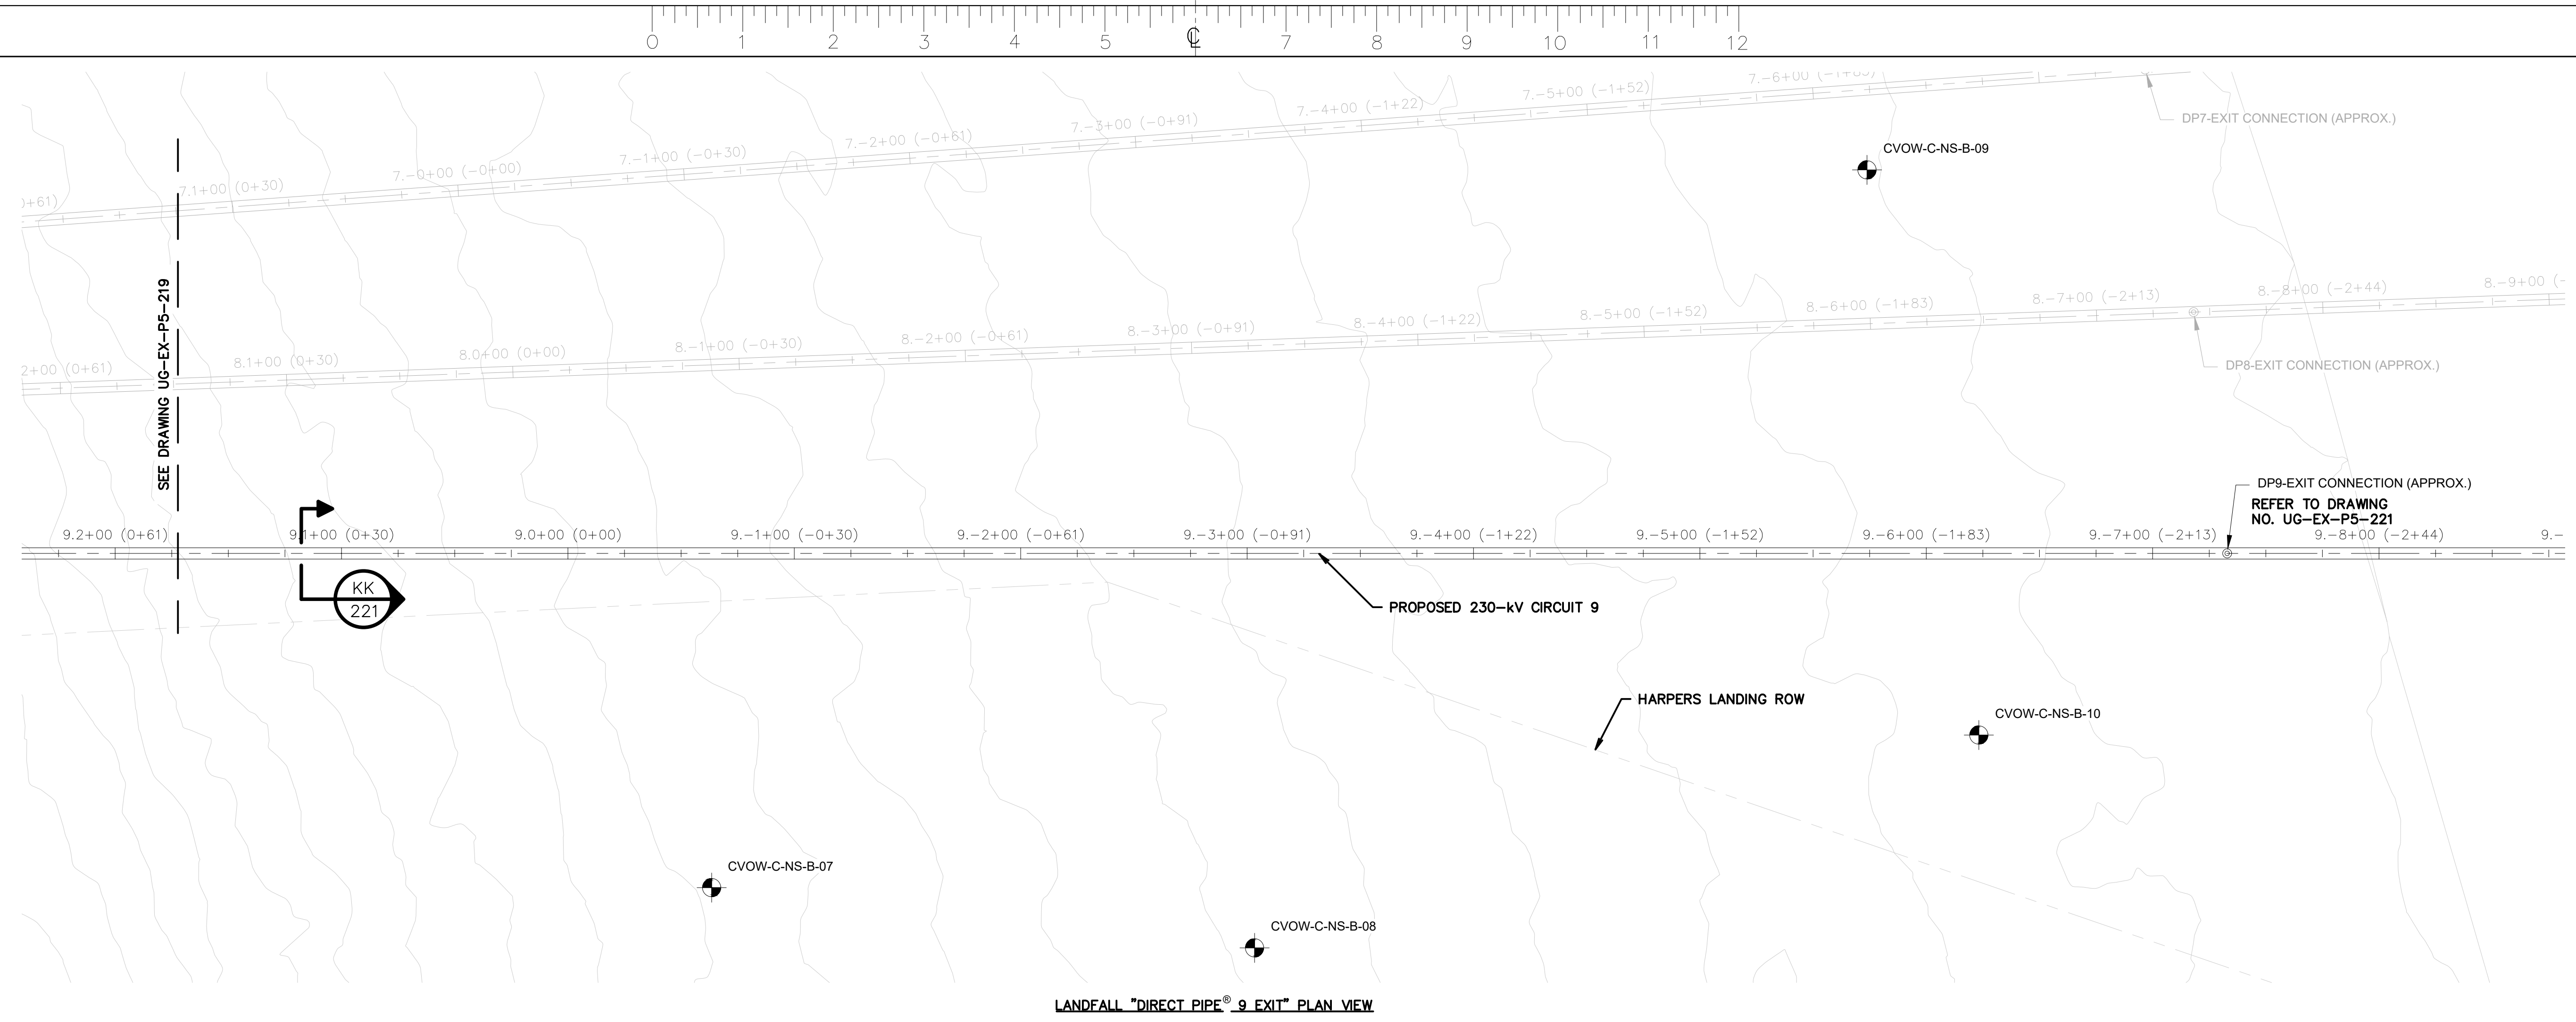 0 1 2 3 4 5 ℄ 7 8 9 10 11 12
7.-6+00 (-1+83)
7.-5+00 (-1+52)
7.-4+00 (-1+22)
7.-3+00 (-0+91)
7.-2+00 (-0+61)
7.-1+00 (-0+30)
7.-0+00 (-0+00)
7.1+00 (0+30)
0+61)
DP7-EXIT CONNECTION (APPROX.)
CVOW-C-NS-B-09
SEE DRAWING UG-EX-P5-219
2+00 (0+61)
8.1+00 (0+30)
8.0+00 (0+00)
8.-1+00 (-0+30)
8.-2+00 (-0+61)
8.-3+00 (-0+91)
8.-4+00 (-1+22)
8.-5+00 (-1+52)
8.-6+00 (-1+83)
8.-7+00 (-2+13)
8.-8+00 (-2+44)
8.-9+00 (-
DP8-EXIT CONNECTION (APPROX.)
DP9-EXIT CONNECTION (APPROX.)
REFER TO DRAWING
NO. UG-EX-P5-221
9.2+00 (0+61)
9.1+00 (0+30)
9.0+00 (0+00)
9.-1+00 (-0+30)
9.-2+00 (-0+61)
9.-3+00 (-0+91)
9.-4+00 (-1+22)
9.-5+00 (-1+52)
9.-6+00 (-1+83)
9.-7+00 (-2+13)
9.-8+00 (-2+44)
9.-
KK
221
PROPOSED 230-kV CIRCUIT 9
HARPERS LANDING ROW
CVOW-C-NS-B-10
CVOW-C-NS-B-07
CVOW-C-NS-B-08
LANDFALL "DIRECT PIPE® 9 EXIT" PLAN VIEW